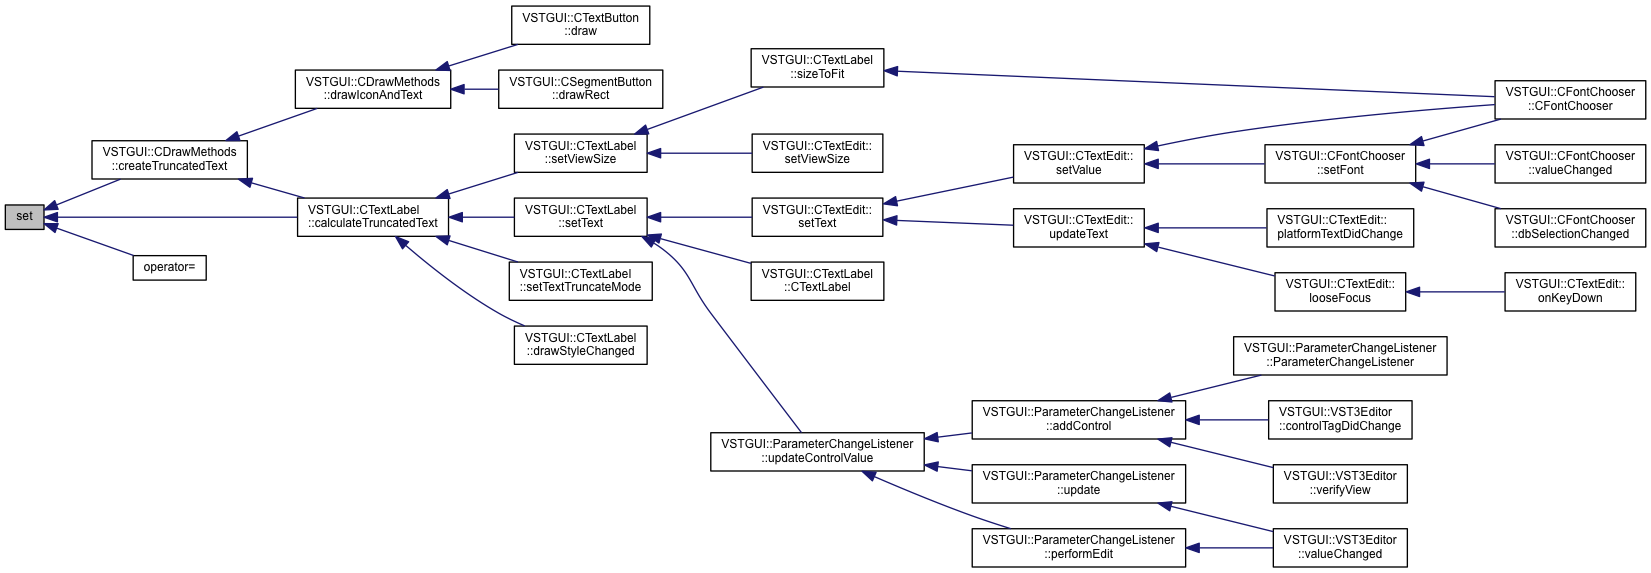 set
VSTGUI::CDrawMethods
::createTruncatedText
operator=
VSTGUI::CDrawMethods
::drawIconAndText
VSTGUI::CTextLabel
::calculateTruncatedText
VSTGUI::CTextButton
::draw
VSTGUI::CSegmentButton
::drawRect
VSTGUI::CTextLabel
::setViewSize
VSTGUI::CTextLabel
::setText
VSTGUI::CTextLabel
::setTextTruncateMode
VSTGUI::CTextLabel
::drawStyleChanged
VSTGUI::CTextLabel
::sizeToFit
VSTGUI::CTextEdit::
setViewSize
VSTGUI::CTextEdit::
setText
VSTGUI::CTextLabel
::CTextLabel
VSTGUI::ParameterChangeListener
::updateControlValue
VSTGUI::CTextEdit::
setValue
VSTGUI::CTextEdit::
updateText
VSTGUI::ParameterChangeListener
::addControl
VSTGUI::ParameterChangeListener
::update
VSTGUI::ParameterChangeListener
::performEdit
VSTGUI::CFontChooser
::setFont
VSTGUI::CTextEdit::
platformTextDidChange
VSTGUI::CTextEdit::
looseFocus
VSTGUI::ParameterChangeListener
::ParameterChangeListener
VSTGUI::VST3Editor
::controlTagDidChange
VSTGUI::VST3Editor
::verifyView
VSTGUI::VST3Editor
::valueChanged
VSTGUI::CFontChooser
::CFontChooser
VSTGUI::CFontChooser
::valueChanged
VSTGUI::CFontChooser
::dbSelectionChanged
VSTGUI::CTextEdit::
onKeyDown